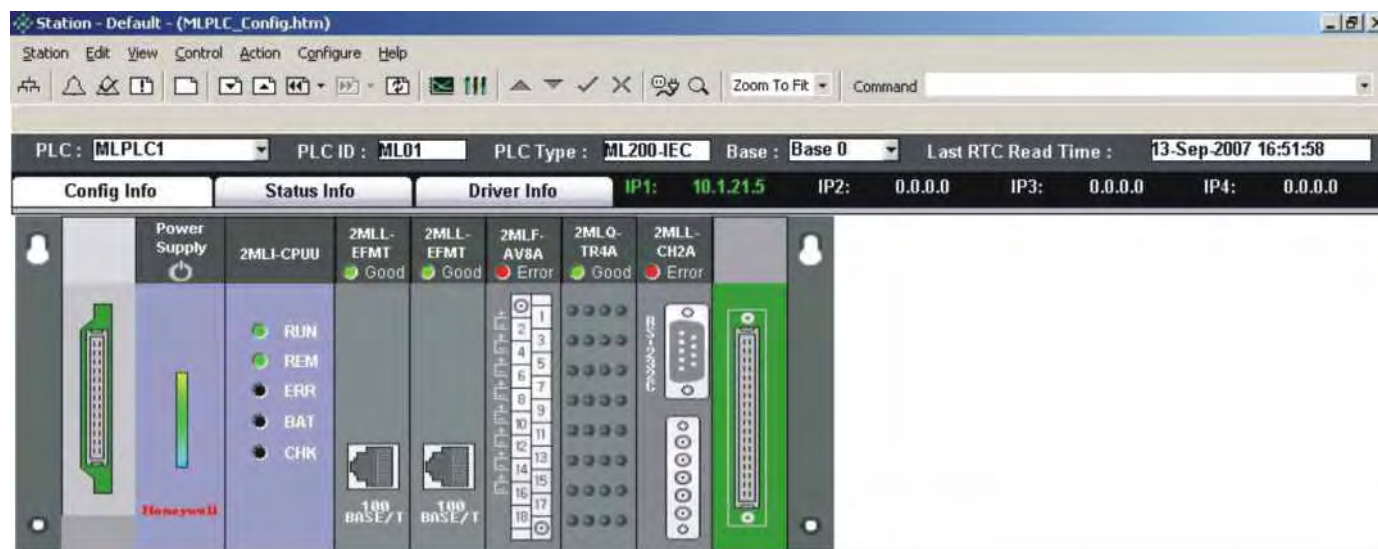 Station - Default - (MLPLC_Config.htm)
Station Edit View Control Action Configure Help
Zoom To Fit Command
PLC : MLPLC1 PLC ID : ML01 PLC Type : ML200-IEC Base : Base 0 Last RTC Read Time : 13-Sep-2007 16:51:58
Config Info Status Info Driver Info IP1: 10.1.21.5 IP2: 0.0.0.0 IP3: 0.0.0.0 IP4: 0.0.0.0
Power Supply
2MLI-CPUU
2MLL-EFMT
Good
2MLL-EFMT
Good
2MLF-AV8A
Error
2MLQ-TR4A
Good
2MLL-CH2A
Error
RUN
REM
ERR
BAT
CHK
1
2
3
4
5
6
7
8
9
10
11
12
13
14
15
16
17
18
RS-232C
100 BASE/T
100 BASE/T
Honeywell